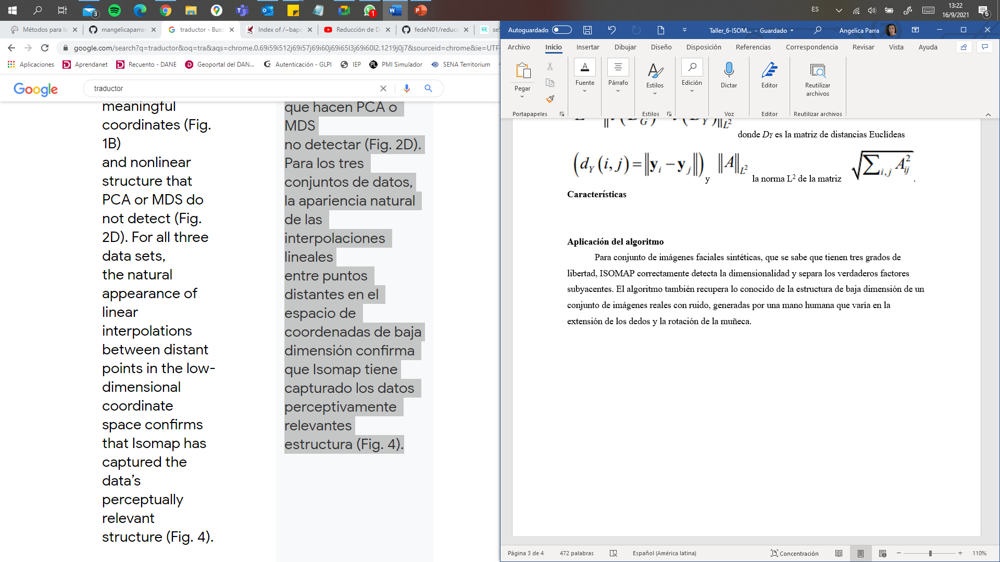 3
1
ES
13:22
16/9/2021
6
Métodos para la
mangelicaparrar
traductor - Busc
Index of /~bapo
Reducción de D
fedeN01/reducc
se
google.com/search?q=traductor&oq=tra&aqs=chrome.0.69i59i512j69i57j69i60j69i65l3j69i60l2.1219j0j7&sourceid=chrome&ie=UTF-
Aplicaciones
Aprendanet
Recuento - DANE
Geoportal del DAN...
Autenticación - GLPI
IEP
PMI Simulador
SENA Territorium
Google
traductor
meaningful
coordinates (Fig.
1B)
and nonlinear
structure that
PCA or MDS do
not detect (Fig.
2D). For all three
data sets,
the natural
appearance of
linear
interpolations
between distant
points in the low-
dimensional
coordinate
space confirms
that Isomap has
captured the
data’s
perceptually
relevant
structure (Fig. 4).
que hacen PCA o
MDS
no detectar (Fig. 2D).
Para los tres
conjuntos de datos,
la apariencia natural
de las
interpolaciones
lineales
entre puntos
distantes en el
espacio de
coordenadas de baja
dimensión confirma
que Isomap tiene
capturado los datos
perceptivamente
relevantes
estructura (Fig. 4).
Autoguardado
Taller_6-ISOM... - Guardado
Angelica Parra
Archivo Inicio Insertar Dibujar Diseño Disposición Referencias Correspondencia Revisar Vista Ayuda
Pegar
Fuente
Párrafo
Estilos
Edición
Dictar
Editor
Reutilizar
archivos
Portapapeles
Estilos
Voz
Editor
Reutilizar archivos
donde DY es la matriz de distancias Euclídeas
(dY(i, j) = ‖yi − yj‖) y ‖A‖L² la norma L² de la matriz √∑i,j A²ij .
Características
Aplicación del algoritmo
Para conjunto de imágenes faciales sintéticas, que se sabe que tienen tres grados de
libertad, ISOMAP correctamente detecta la dimensionalidad y separa los verdaderos factores
subyacentes. El algoritmo también recupera lo conocido de la estructura de baja dimensión de un
conjunto de imágenes reales con ruido, generadas por una mano humana que varía en la
extensión de los dedos y la rotación de la muñeca.
Página 3 de 4
472 palabras
Español (América latina)
Concentración
110%